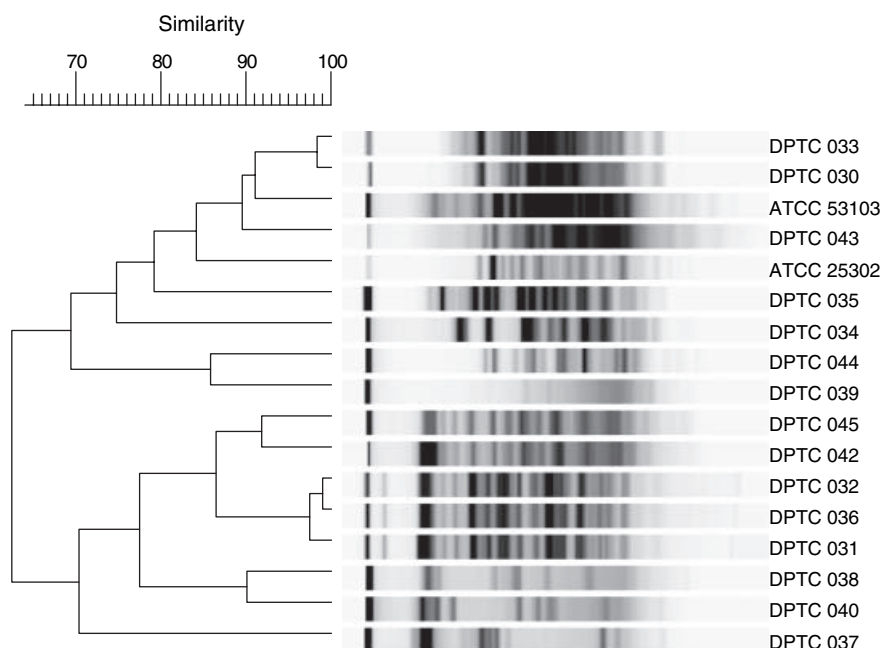 Similarity
70 80 90 100
DPTC 033
DPTC 030
ATCC 53103
DPTC 043
ATCC 25302
DPTC 035
DPTC 034
DPTC 044
DPTC 039
DPTC 045
DPTC 042
DPTC 032
DPTC 036
DPTC 031
DPTC 038
DPTC 040
DPTC 037